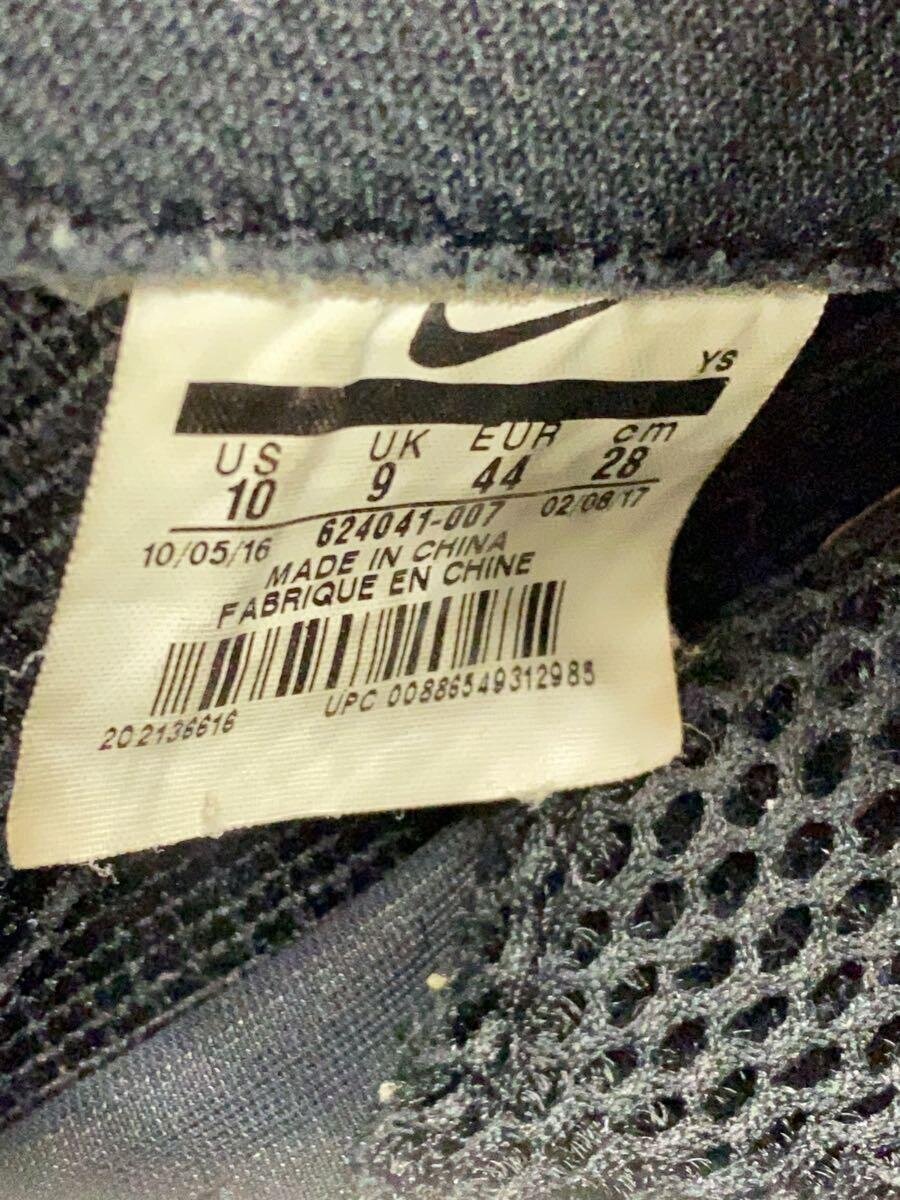 YS
US UK EUR cm
10 9 44 28
10/05/16 624041-007 02/08/17
MADE IN CHINA
FABRIQUE EN CHINE
202136616 UPC 00886549312985